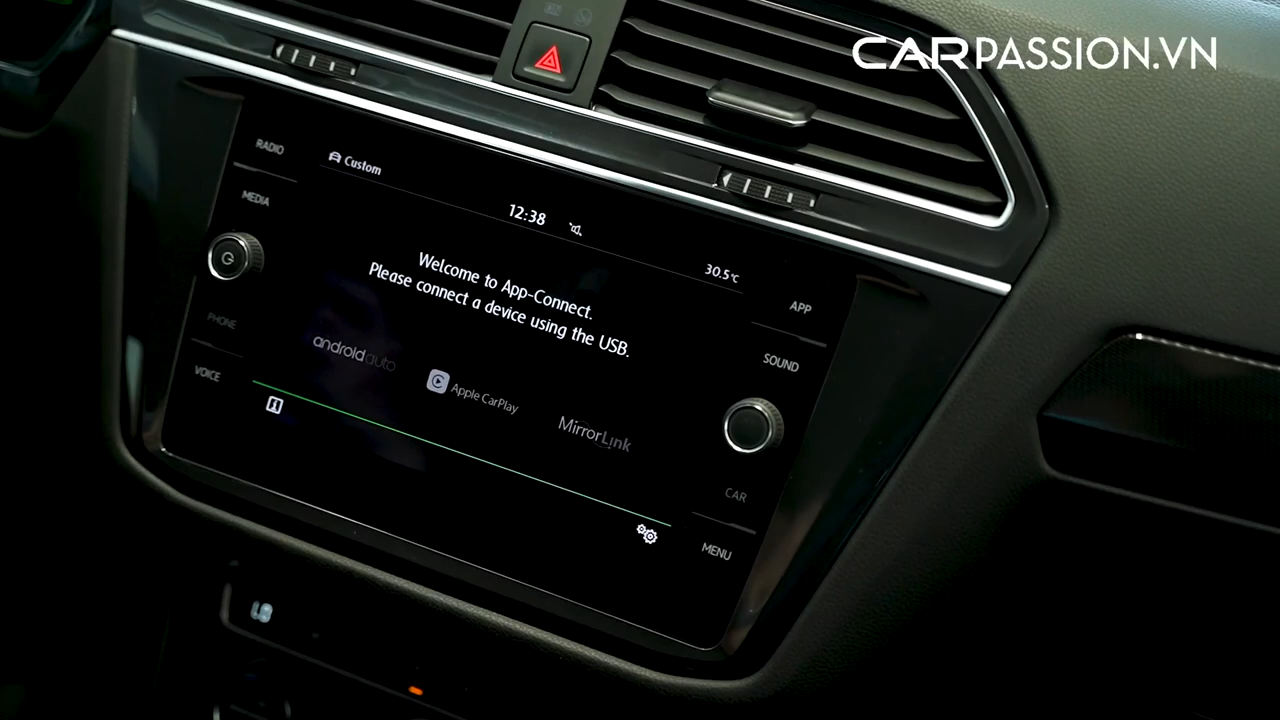 CARPASSION.VN
RADIO
MEDIA
PHONE
VOICE
Custom
12:38
30.5°C
Welcome to App-Connect.
Please connect a device using the USB.
androidauto
Apple CarPlay
MirrorLink
APP
SOUND
CAR
MENU